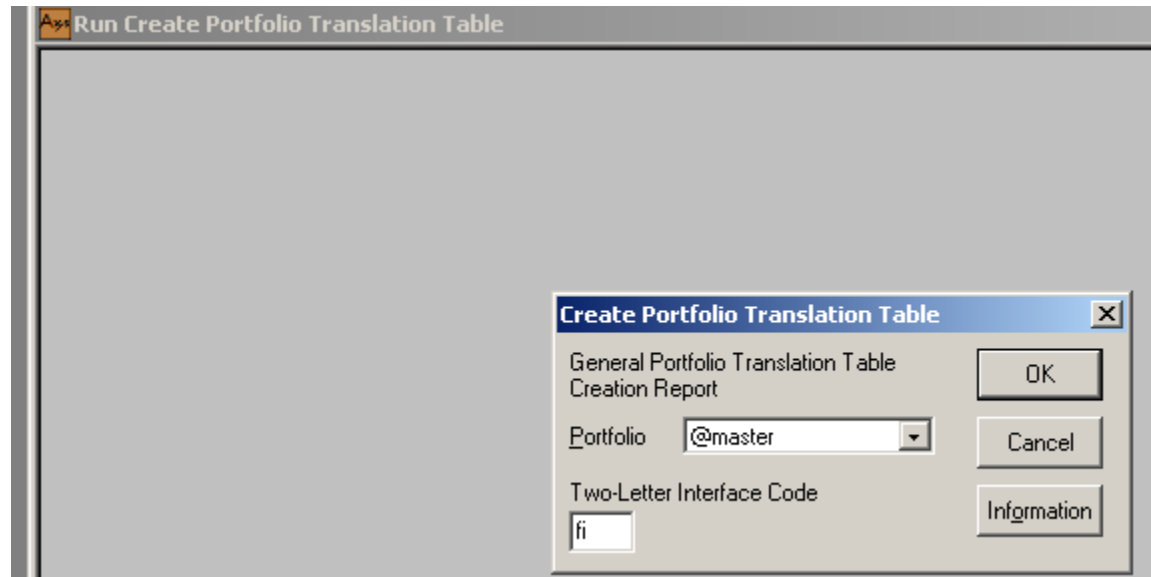 Axys Run Create Portfolio Translation Table
Create Portfolio Translation Table
General Portfolio Translation Table
Creation Report
OK
Portfolio @master
Cancel
Two-Letter Interface Code
fi
Information